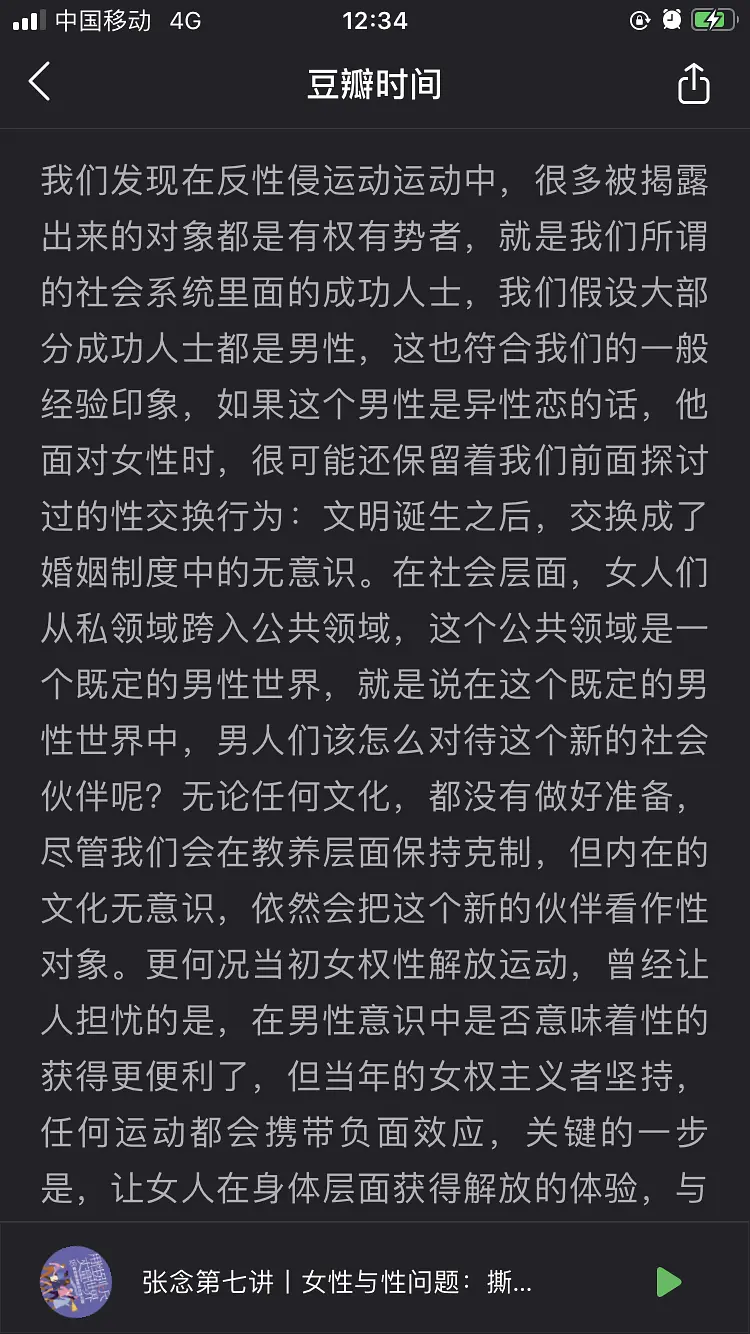 中国移动 4G 12:34
豆瓣时间
我们发现在反性侵运动运动中，很多被揭露
出来的对象都是有权有势者，就是我们所谓
的社会系统里面的成功人士，我们假设大部
分成功人士都是男性，这也符合我们的一般
经验印象，如果这个男性是异性恋的话，他
面对女性时，很可能还保留着我们前面探讨
过的性交换行为：文明诞生之后，交换成了
婚姻制度中的无意识。在社会层面，女人们
从私领域跨入公共领域，这个公共领域是一
个既定的男性世界，就是说在这个既定的男
性世界中，男人们该怎么对待这个新的社会
伙伴呢？无论任何文化，都没有做好准备，
尽管我们会在教养层面保持克制，但内在的
文化无意识，依然会把这个新的伙伴看作性
对象。更何况当初女权性解放运动，曾经让
人担忧的是，在男性意识中是否意味着性的
获得更便利了，但当年的女权主义者坚持，
任何运动都会携带负面效应，关键的一步
是，让女人在身体层面获得解放的体验，与
张念第七讲丨女性与性问题：撕...